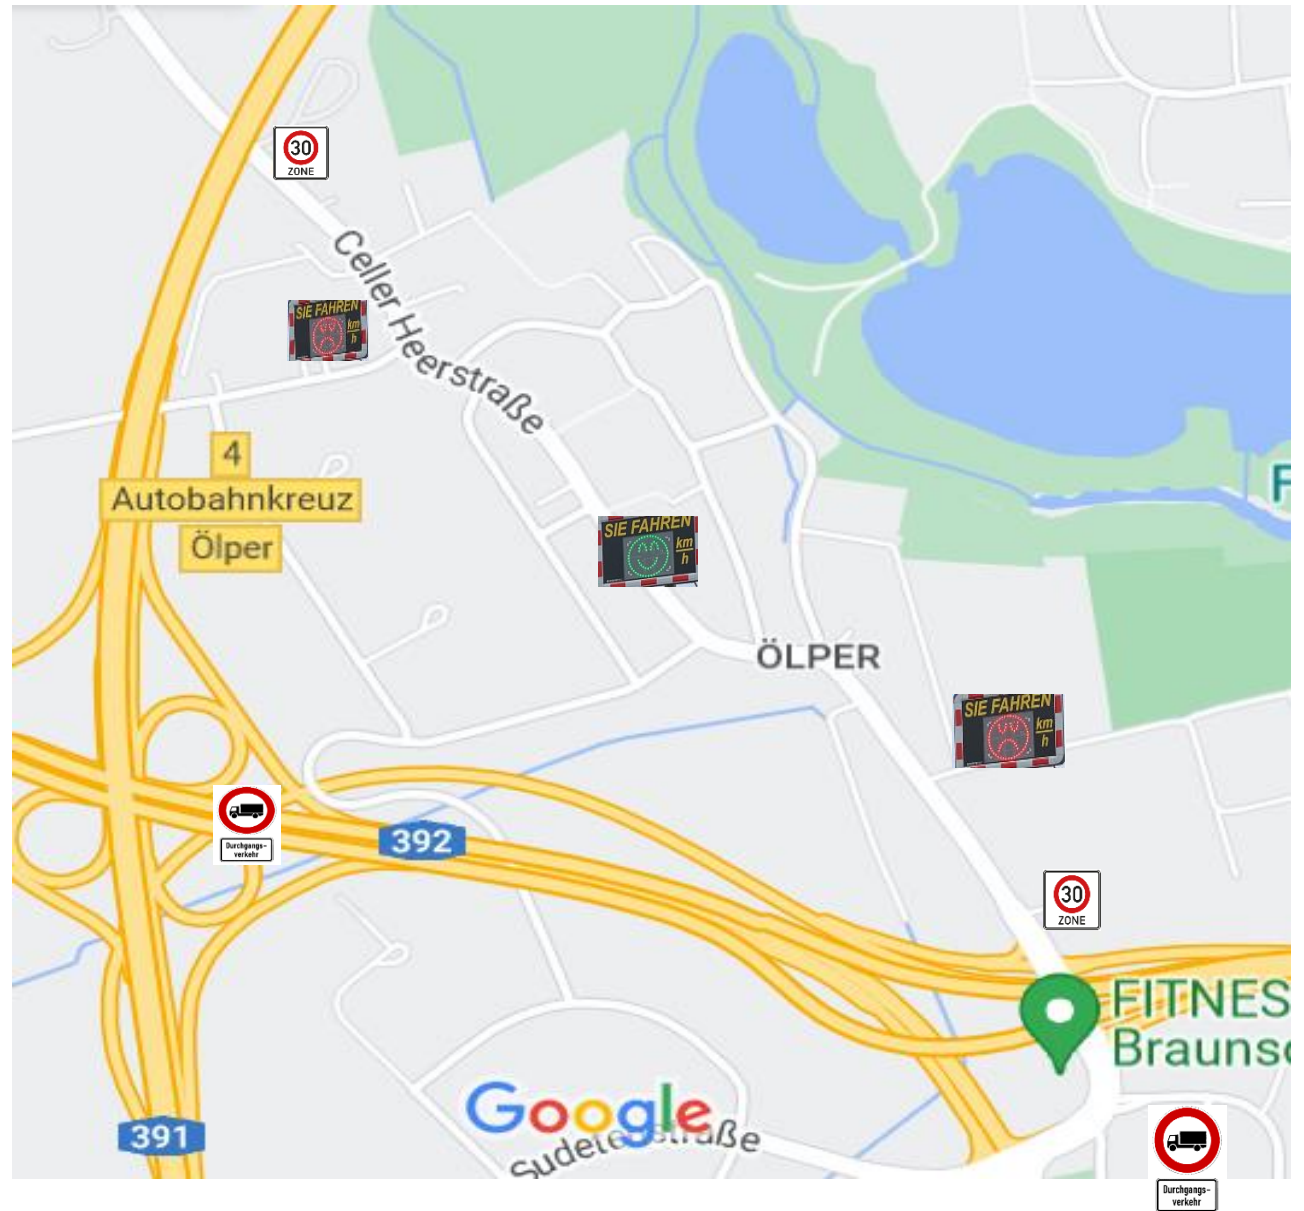 30
ZONE
Celler Heerstraße
SIE FAHREN
km
h
4
Autobahnkreuz
Ölper
SIE FAHREN
km
h
ÖLPER
F
SIE FAHREN
km
h
Durchgangs-
verkehr
392
30
ZONE
FITNES
Braunsc
Google
Sudetenstraße
391
Durchgangs-
verkehr